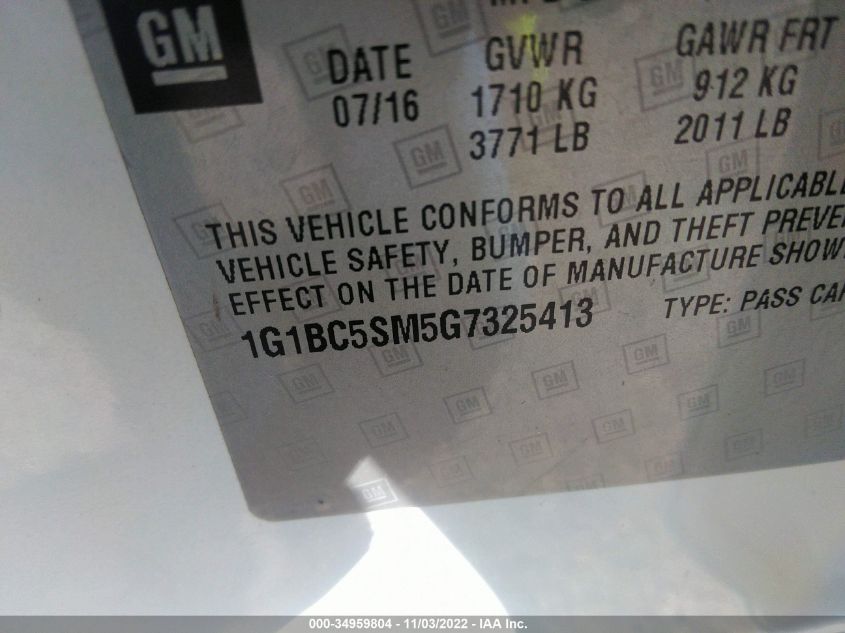 GM
DATE GVWR GAWR FRT
07/16 1710 KG 912 KG
3771 LB 2011 LB
THIS VEHICLE CONFORMS TO ALL APPLICABL
VEHICLE SAFETY, BUMPER, AND THEFT PREVE
EFFECT ON THE DATE OF MANUFACTURE SHOW
1G1BC5SM5G7325413 TYPE: PASS CAR
000-34959804 - 11/03/2022 - IAA Inc.